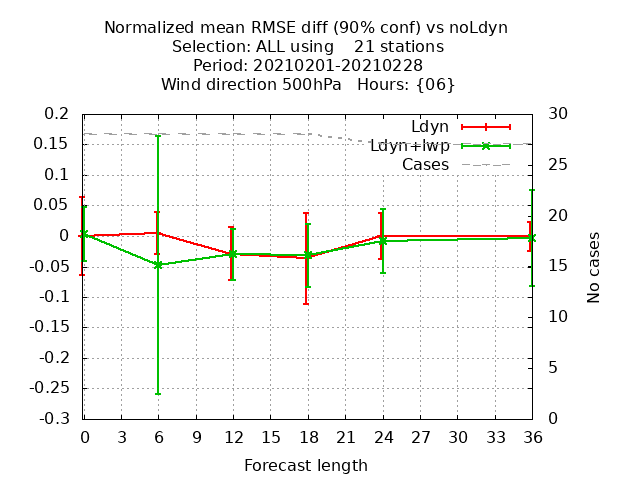 Normalized mean RMSE diff (90% conf) vs noLdyn
Selection: ALL using    21 stations
Period: 20210201-20210228
Wind direction 500hPa   Hours: {06}
0.2
0.15
0.1
0.05
0
-0.05
-0.1
-0.15
-0.2
-0.25
-0.3
Ldyn
Ldyn+lwp
Cases
30
25
20
15
10
5
0
No cases
0 3 6 9 12 15 18 21 24 27 30 33 36
Forecast length